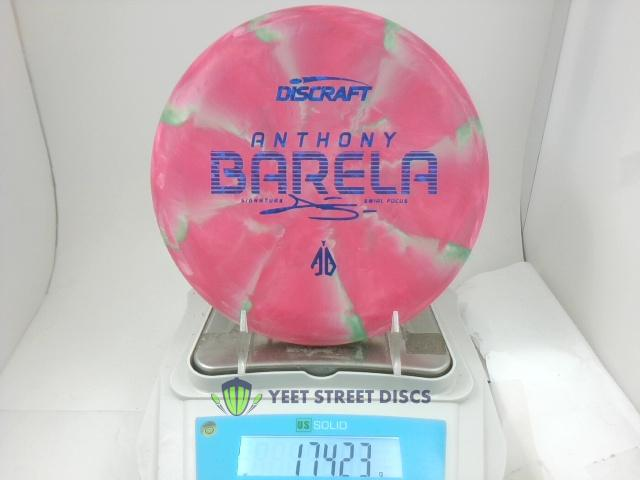 DISCRAFT
ANTHONY
BARELA
SIGNATURE SWIRL FOCUS
AB
YEET STREET DISCS
US SOLID
174.23 g